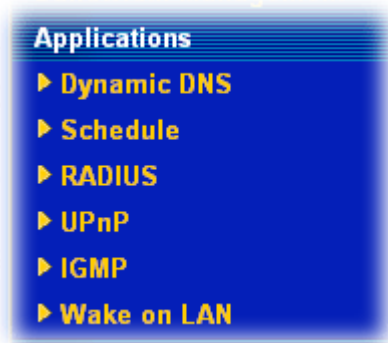 Applications
Dynamic DNS
Schedule
RADIUS
UPnP
IGMP
Wake on LAN